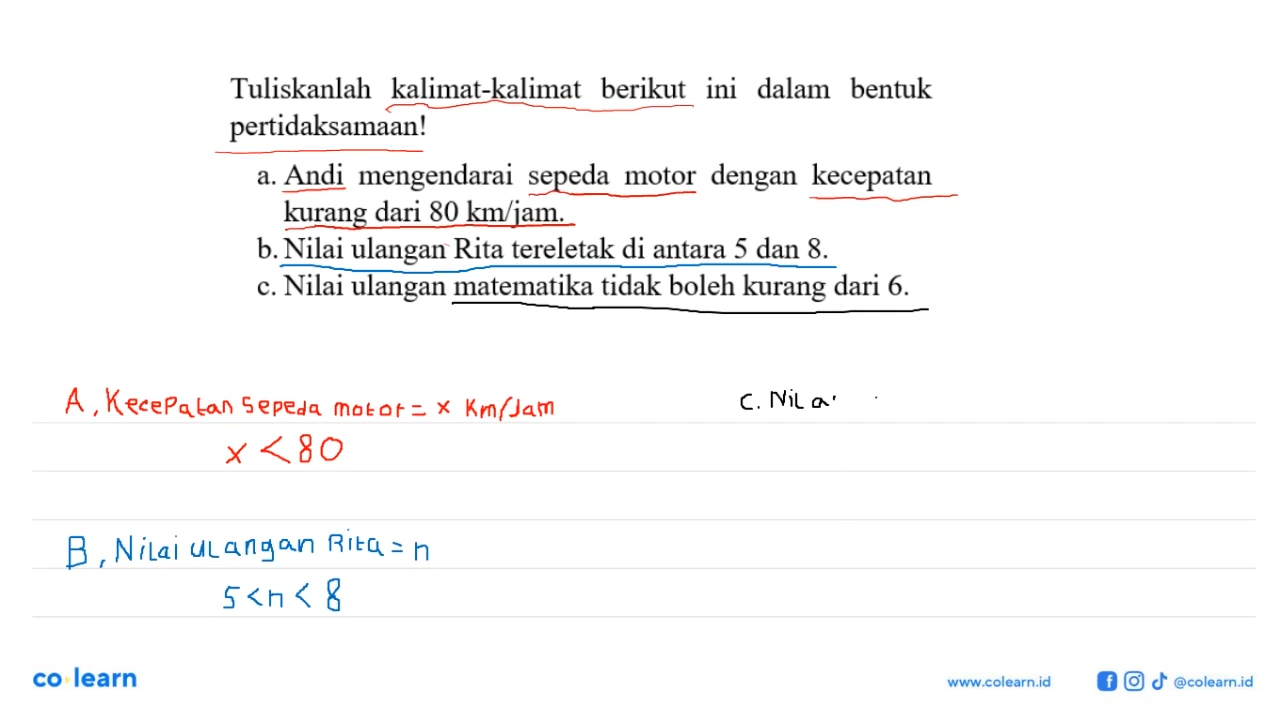 Tuliskanlah kalimat-kalimat berikut ini dalam bentuk
pertidaksamaan!
a. Andi mengendarai sepeda motor dengan kecepatan
kurang dari 80 km/jam.
b. Nilai ulangan Rita tereletak di antara 5 dan 8.
c. Nilai ulangan matematika tidak boleh kurang dari 6.
A, Kecepatan sepeda motor = x Km/Jam
x < 80
B, Nilai ulangan Rita = n
5 < n < 8
C. Nilai
co learn
www.colearn.id
@colearn.id